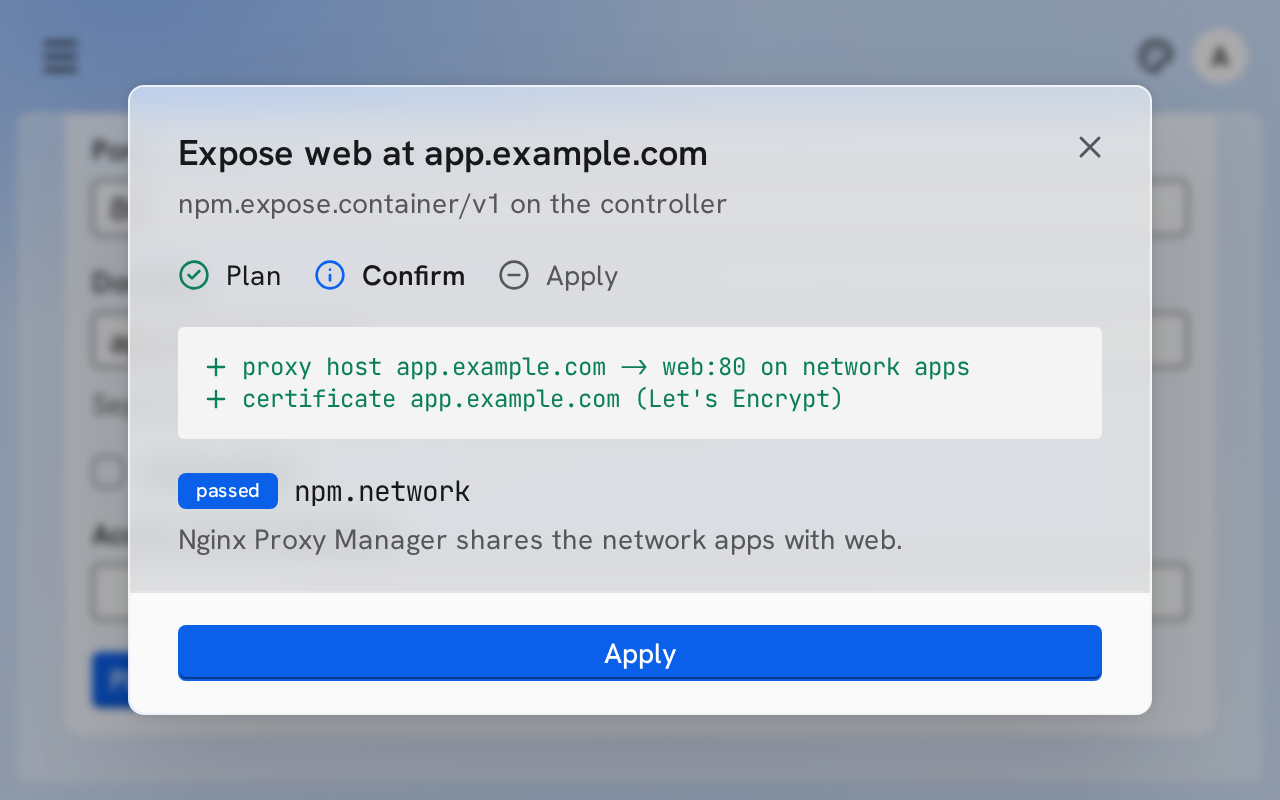 A
Expose web at app.example.com
npm.expose.container/v1 on the controller
Plan
Confirm
Apply
+ proxy host app.example.com -> web:80 on network apps
+ certificate app.example.com (Let's Encrypt)
passed npm.network
Nginx Proxy Manager shares the network apps with web.
Apply